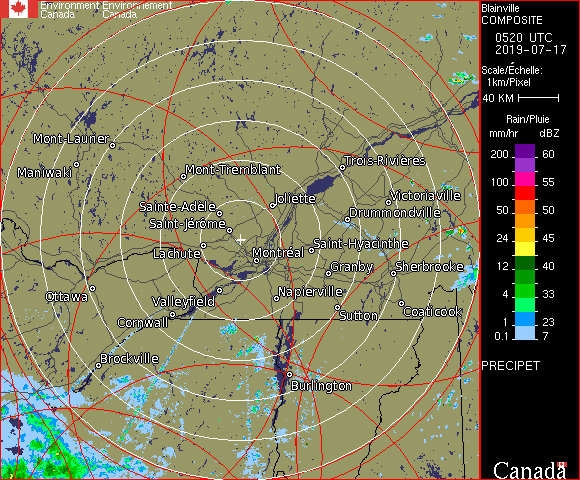 Environment Environnement
Canada Canada
Mont-Laurier
Maniwaki
Mont-Tremblant
Trois-Rivières
Joliette
Victoriaville
Sainte-Adèle
Drummondville
Saint-Jérôme
Saint-Hyacinthe
Lachute
Montréal
Granby
Sherbrooke
Ottawa
Napierville
Valleyfield
Coaticook
Sutton
Cornwall
Brockville
Burlington
Blainville
COMPOSITE
0520 UTC
2019-07-17
Scale/Échelle:
1km/Pixel
40 KM
Rain/Pluie
mm/hr dBZ
200 60
100 55
50 50
24 45
12 40
4 33
1 23
0.1 7
PRECIPET
Canada